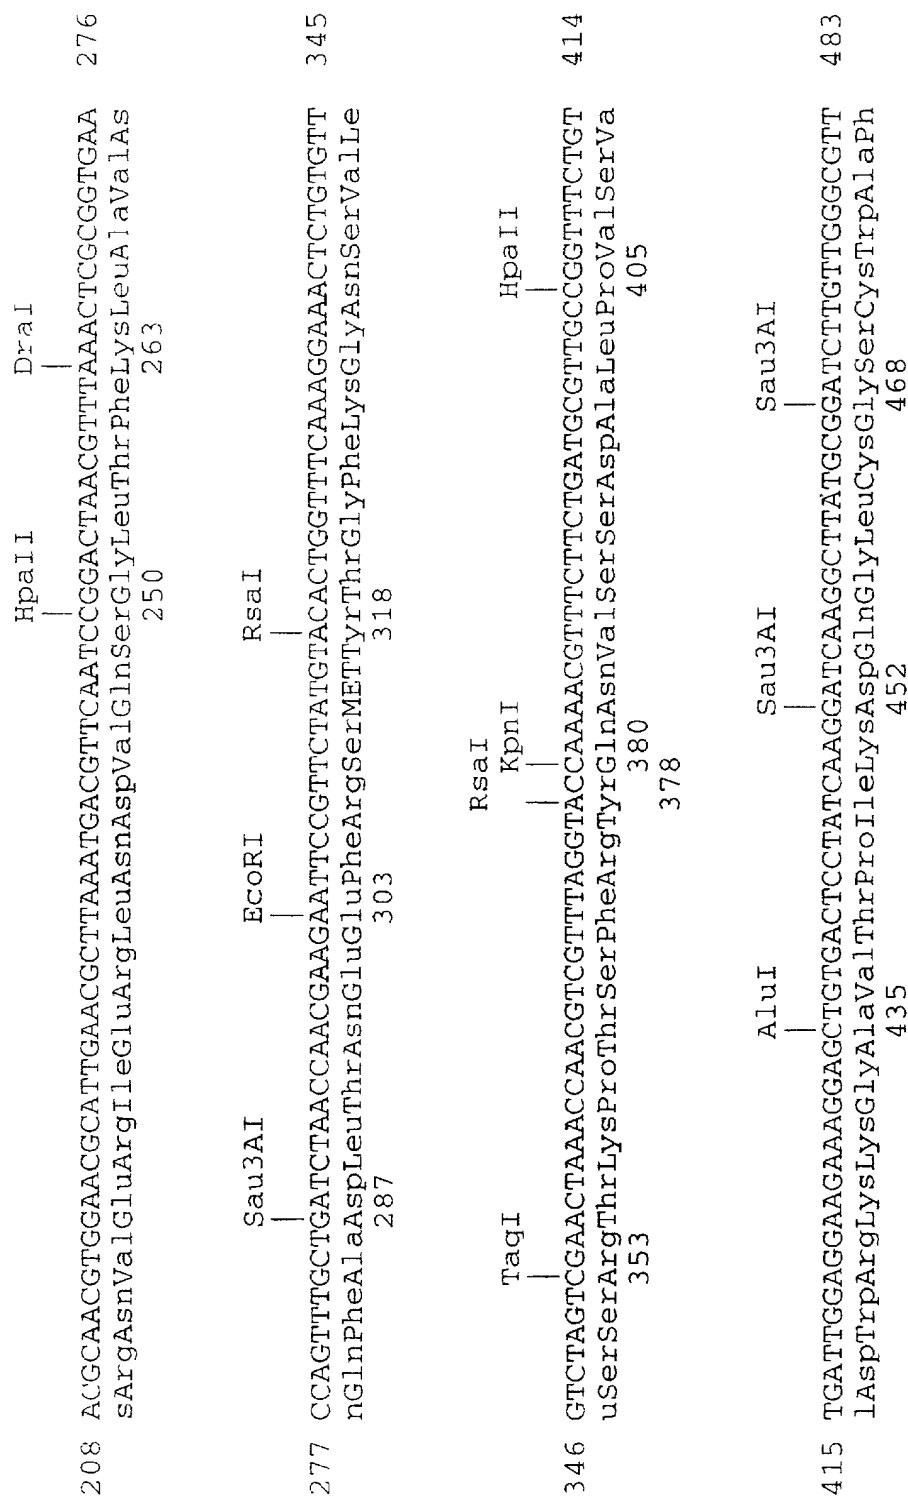 HpaII DraI
208 ACGCAACGTGGAACGCATTGAACGCTTAAATGACGTTCAATCCGGACTAACGTTTAAACTCGCGGTGAA 276
sArgAsnValGluArgIleGluArgLeuAsnAspValGlnSerGlyLeuThrPheLysLeuAlaValAs
250 263
Sau3AI EcoRI RsaI
277 CCAGTTTGCTGATCTAACCAACGAAGAATTCCGTTCTATGTACACTGGTTTCAAAGGAAACTCTGTGTT 345
nGlnPheAlaAspLeuThrAsnGluGluPheArgSerMETTyrThrGlyPheLysGlyAsnSerValLe
287 303 318
RsaI
TaqI KpnI HpaII
346 GTCTAGTCGAACTAAACCAACGTCGTTTAGGTACCAAAACGTTTCTTCTGATGCGTTGCCGGTTTCTGT 414
uSerSerArgThrLysProThrSerPheArgTyrGlnAsnValSerSerAspAlaLeuProValSerVa
353 380 405
378
AluI Sau3AI Sau3AI
415 TGATTGGAGGAAGAAAGGAGCTGTGACTCCTATCAAGGATCAAGGCTTATGCGGATCTTGTTGGGCGTT 483
lAspTrpArgLysLysGlyAlaValThrProIleLysAspGlnGlyLeuCysGlySerCysTrpAlaPh
435 452 468